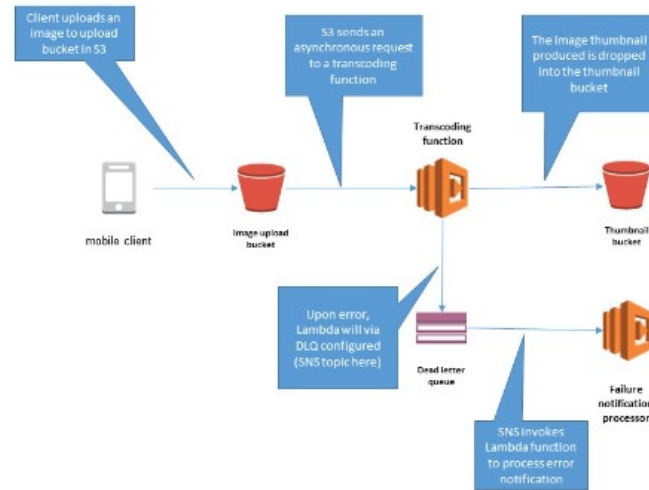 Client uploads an
image to upload
bucket in S3
S3 sends an
asynchronous request
to a transcoding
function
The image thumbnail
produced is dropped
into the thumbnail
bucket
Transcoding
function
mobile client
Image upload
bucket
Thumbnail
bucket
Upon error,
Lambda will via
DLQ configured
(SNS topic here)
Dead letter
queue
Failure
notification
processor
SNS invokes
Lambda function
to process error
notification